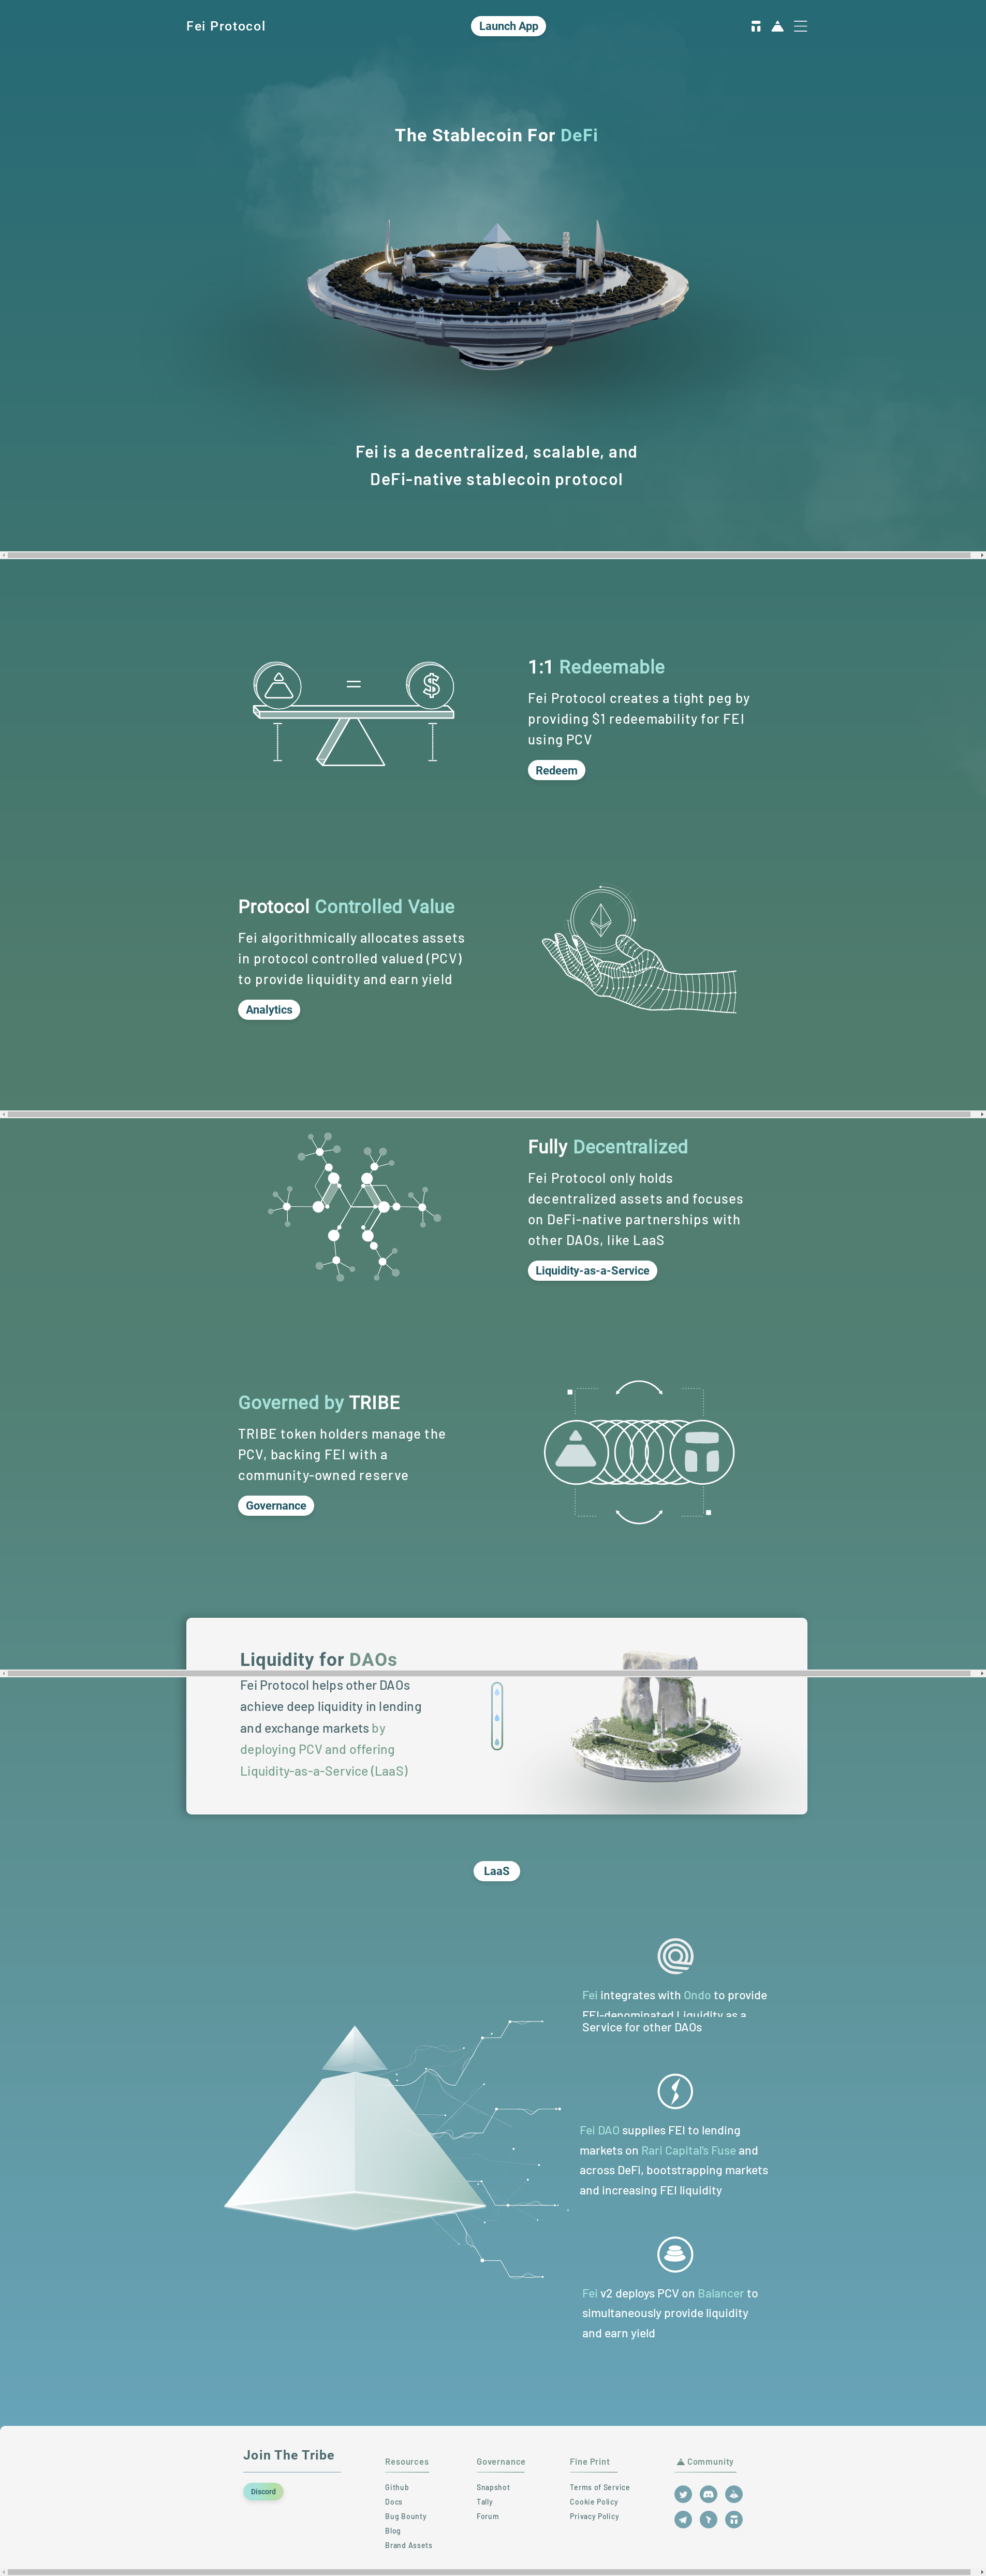 Fei Protocol
Launch App
The Stablecoin For DeFi
Fei is a decentralized, scalable, and
DeFi-native stablecoin protocol
1:1 Redeemable
Fei Protocol creates a tight peg by
providing $1 redeemability for FEI
using PCV
Redeem
Protocol Controlled Value
Fei algorithmically allocates assets
in protocol controlled valued (PCV)
to provide liquidity and earn yield
Analytics
Fully Decentralized
Fei Protocol only holds
decentralized assets and focuses
on DeFi-native partnerships with
other DAOs, like LaaS
Liquidity-as-a-Service
Governed by TRIBE
TRIBE token holders manage the
PCV, backing FEI with a
community-owned reserve
Governance
Liquidity for DAOs
Fei Protocol helps other DAOs
achieve deep liquidity in lending
and exchange markets by
deploying PCV and offering
Liquidity-as-a-Service (LaaS)
LaaS
Fei integrates with Ondo to provide
FEI-denominated Liquidity as a
Service for other DAOs
Fei DAO supplies FEI to lending
markets on Rari Capital's Fuse and
across DeFi, bootstrapping markets
and increasing FEI liquidity
Fei v2 deploys PCV on Balancer to
simultaneously provide liquidity
and earn yield
Join The Tribe
Discord
Resources
Github
Docs
Bug Bounty
Blog
Brand Assets
Governance
Snapshot
Tally
Forum
Fine Print
Terms of Service
Cookie Policy
Privacy Policy
Community